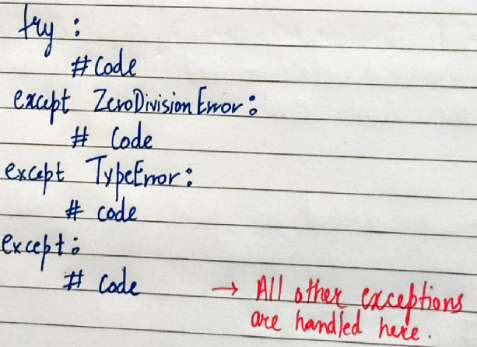 try :
#Code
except ZeroDivisionError:
# Code
except TypeError:
# code
except:
# Code → All other exceptions
are handled here.